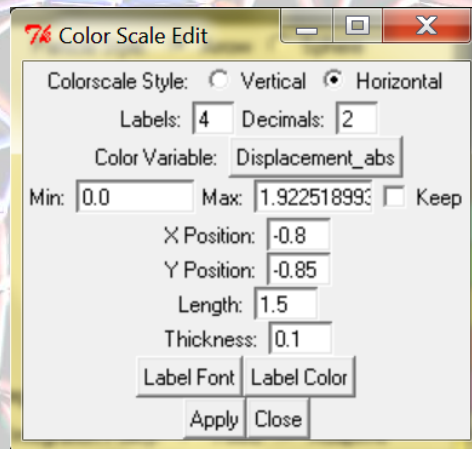 Color Scale Edit
Colorscale Style: Vertical Horizontal
Labels: 4 Decimals: 2
Color Variable: Displacement_abs
Min: 0.0 Max: 1.922518993 Keep
X Position: -0.8
Y Position: -0.85
Length: 1.5
Thickness: 0.1
Label Font Label Color
Apply Close